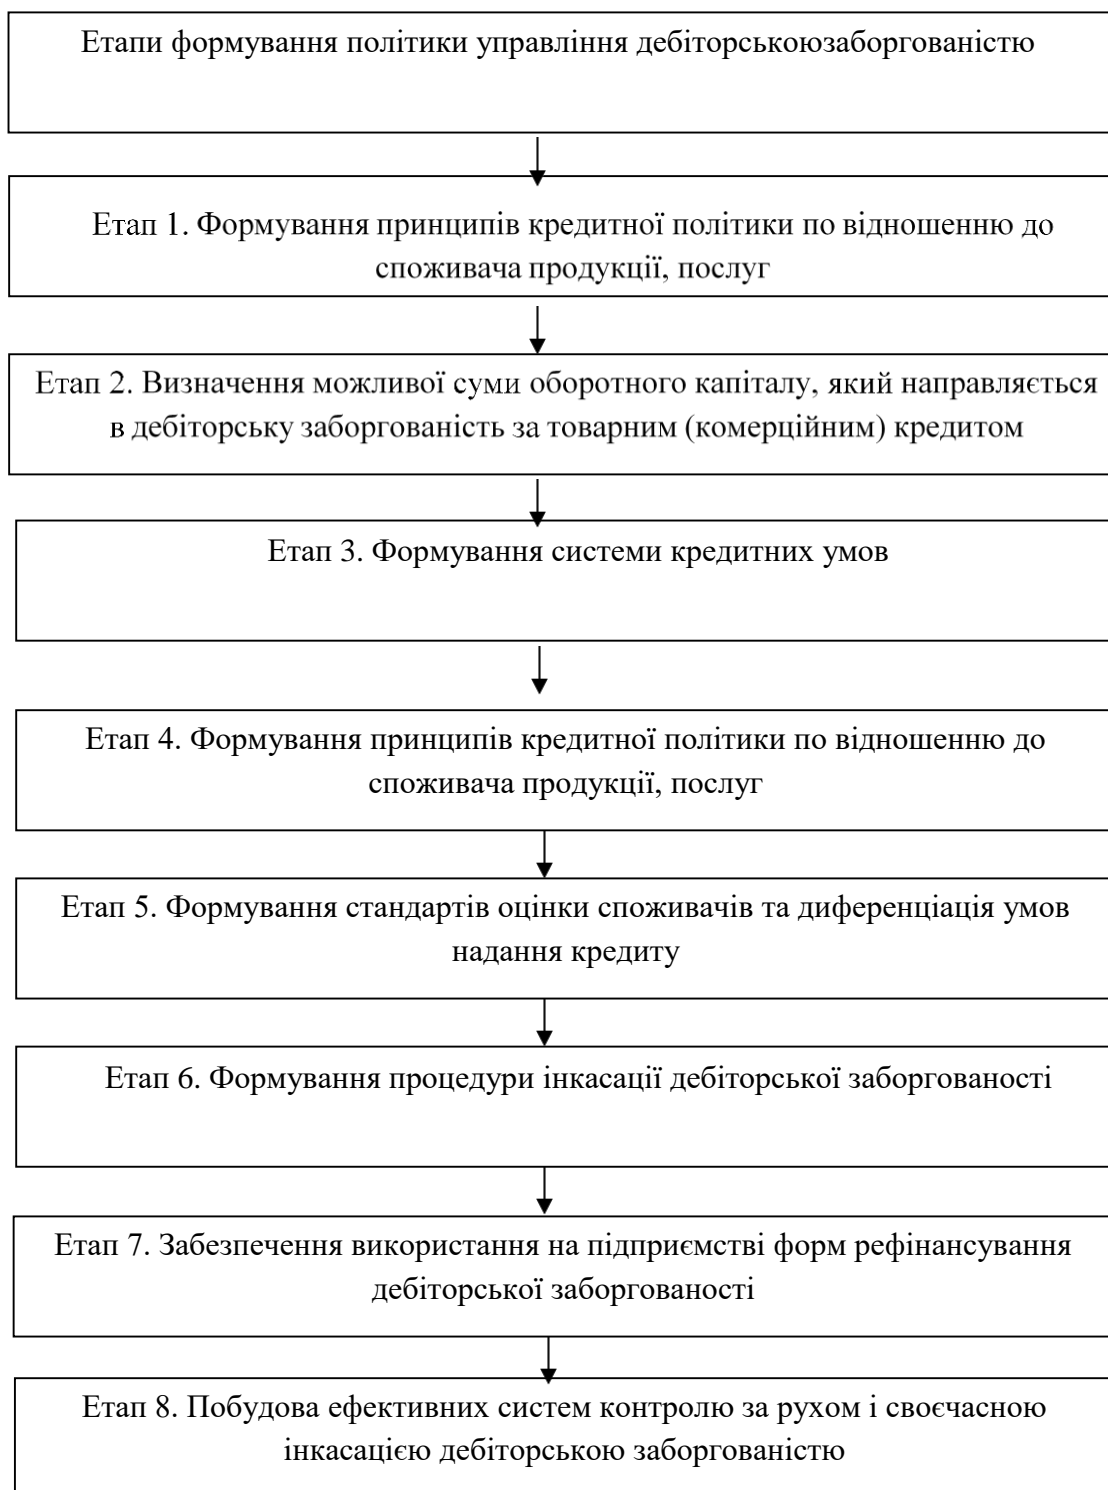 Етапи формування політики управління дебіторськоюзаборгованістю
Етап 1. Формування принципів кредитної політики по відношенню до
споживача продукції, послуг
Етап 2. Визначення можливої суми оборотного капіталу, який направляється
в дебіторську заборгованість за товарним (комерційним) кредитом
Етап 3. Формування системи кредитних умов
Етап 4. Формування принципів кредитної політики по відношенню до
споживача продукції, послуг
Етап 5. Формування стандартів оцінки споживачів та диференціація умов
надання кредиту
Етап 6. Формування процедури інкасації дебіторської заборгованості
Етап 7. Забезпечення використання на підприємстві форм рефінансування
дебіторської заборгованості
Етап 8. Побудова ефективних систем контролю за рухом і своєчасною
інкасацією дебіторською заборгованістю